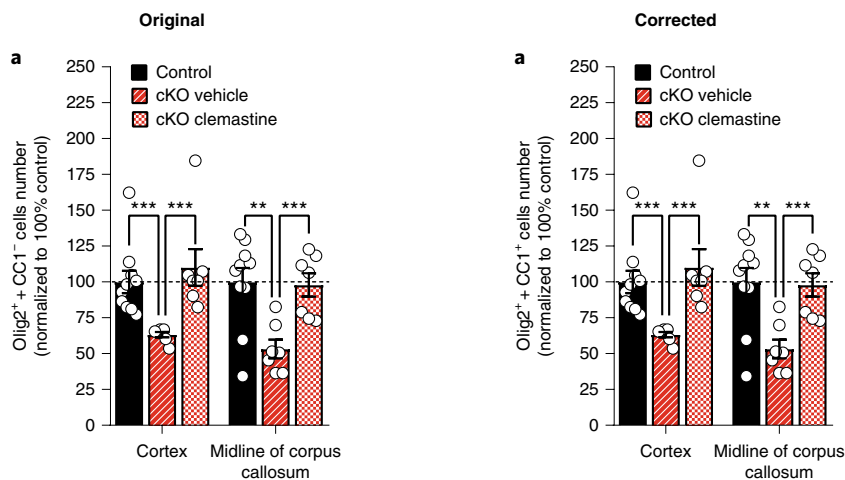 Original
a
Olig2⁺ + CC1⁻ cells number
(normalized to 100% control)
250
225
200
175
150
125
100
75
50
25
0
Control
cKO vehicle
cKO clemastine
*** *** ** ***
Cortex
Midline of corpus
callosum
Corrected
a
Olig2⁺ + CC1⁺ cells number
(normalized to 100% control)
250
225
200
175
150
125
100
75
50
25
0
Control
cKO vehicle
cKO clemastine
*** *** ** ***
Cortex
Midline of corpus
callosum